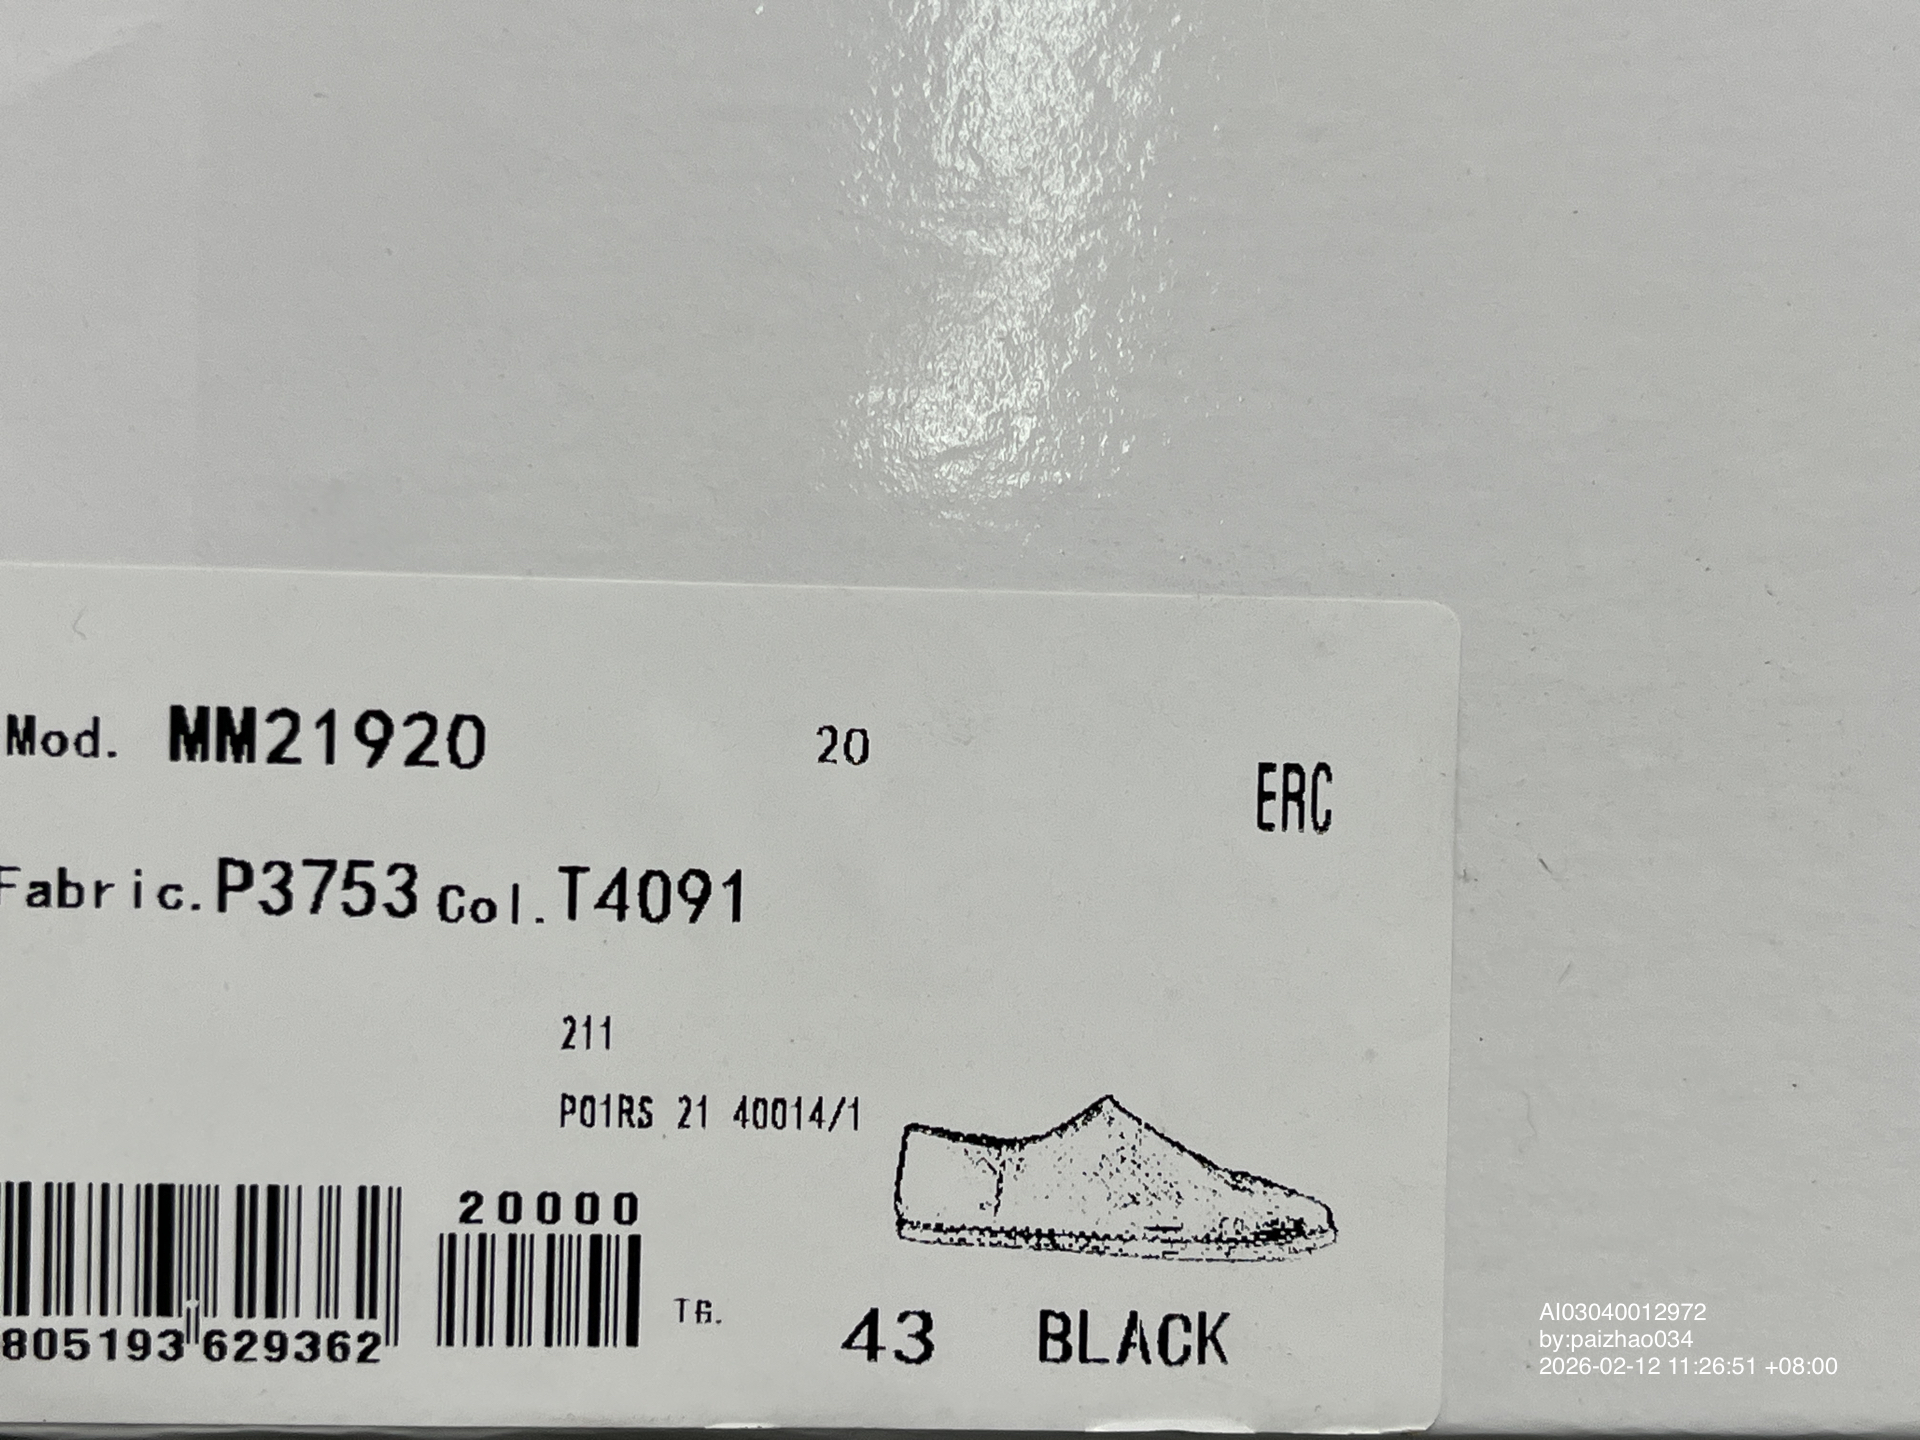 Mod. MM21920 20
ERC
Fabric. P3753 Col. T4091
211
P01RS 21 40014/1
20000
805193 629362
TG. 43 BLACK
AI03040012972
by:paizhao034
2026-02-12 11:26:51 +08:00